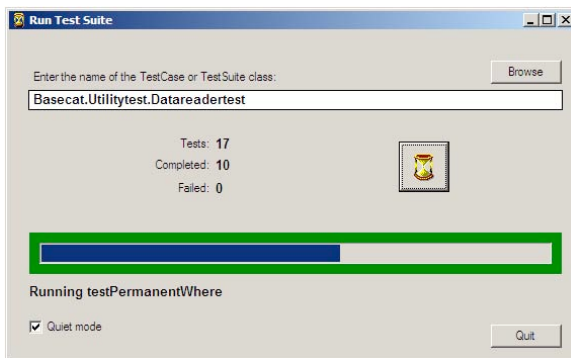 Run Test Suite
Enter the name of the TestCase or TestSuite class:
Browse
Basecat.Utilitytest.Datareadertest
Tests: 17
Completed: 10
Failed: 0
Running testPermanentWhere
Quiet mode
Quit